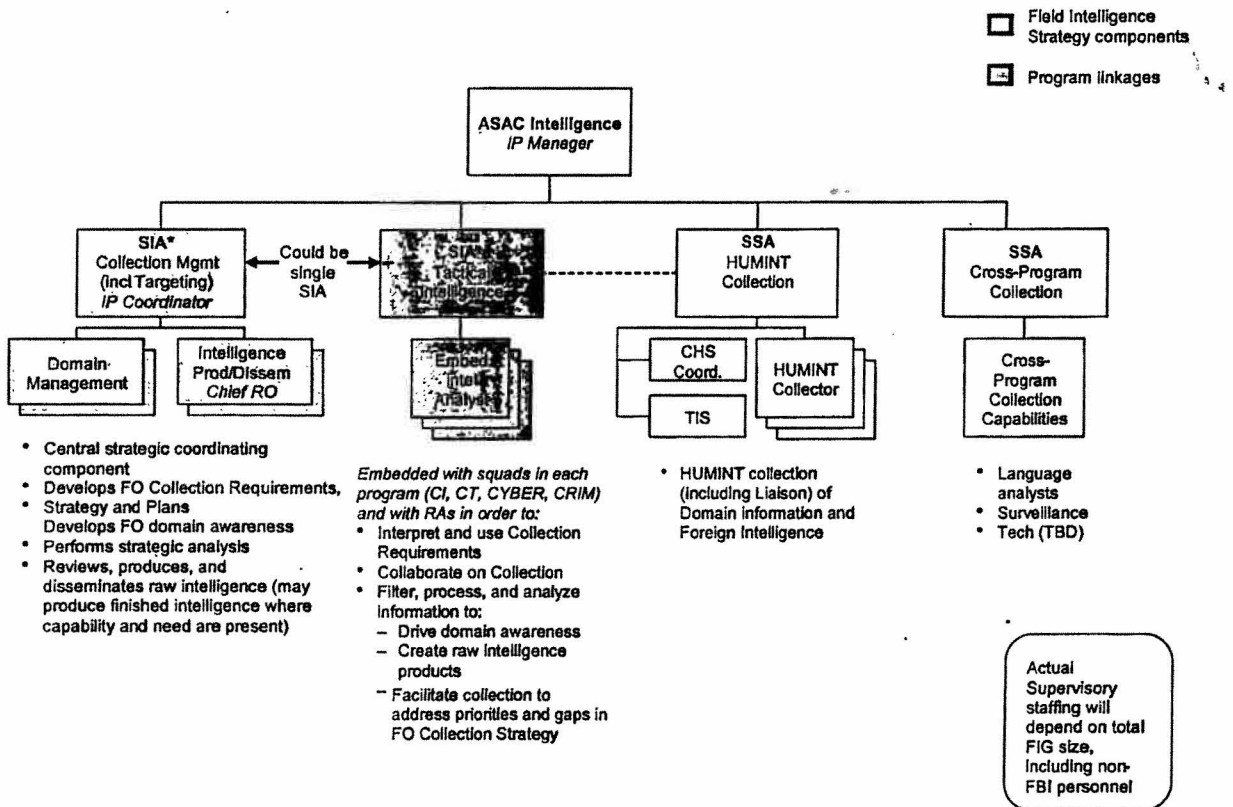 Field Intelligence
Strategy components
Program linkages
ASAC Intelligence
IP Manager
SIA*
Collection Mgmt
(incl Targeting)
IP Coordinator
Could be
single
SIA
SIA*
Tactical
Intelligence
SSA
HUMINT
Collection
SSA
Cross-Program
Collection
Domain
Management
Intelligence
Prod/Dissem
Chief RO
Embed
Intel
Analyst
CHS
Coord.
TIS
HUMINT
Collector
Cross-
Program
Collection
Capabilities
• Central strategic coordinating
component
• Develops FO Collection Requirements,
• Strategy and Plans
Develops FO domain awareness
• Performs strategic analysis
• Reviews, produces, and
disseminates raw intelligence (may
produce finished intelligence where
capability and need are present)
Embedded with squads in each
program (CI, CT, CYBER, CRIM)
and with RAs in order to:
• Interpret and use Collection
Requirements
• Collaborate on Collection
• Filter, process, and analyze
information to:
– Drive domain awareness
– Create raw intelligence
products
– Facilitate collection to
address priorities and gaps in
FO Collection Strategy
• HUMINT collection
(including Liaison) of
Domain Information and
Foreign Intelligence
• Language
analysts
• Surveillance
• Tech (TBD)
Actual
Supervisory
staffing will
depend on total
FIG size,
including non-
FBI personnel